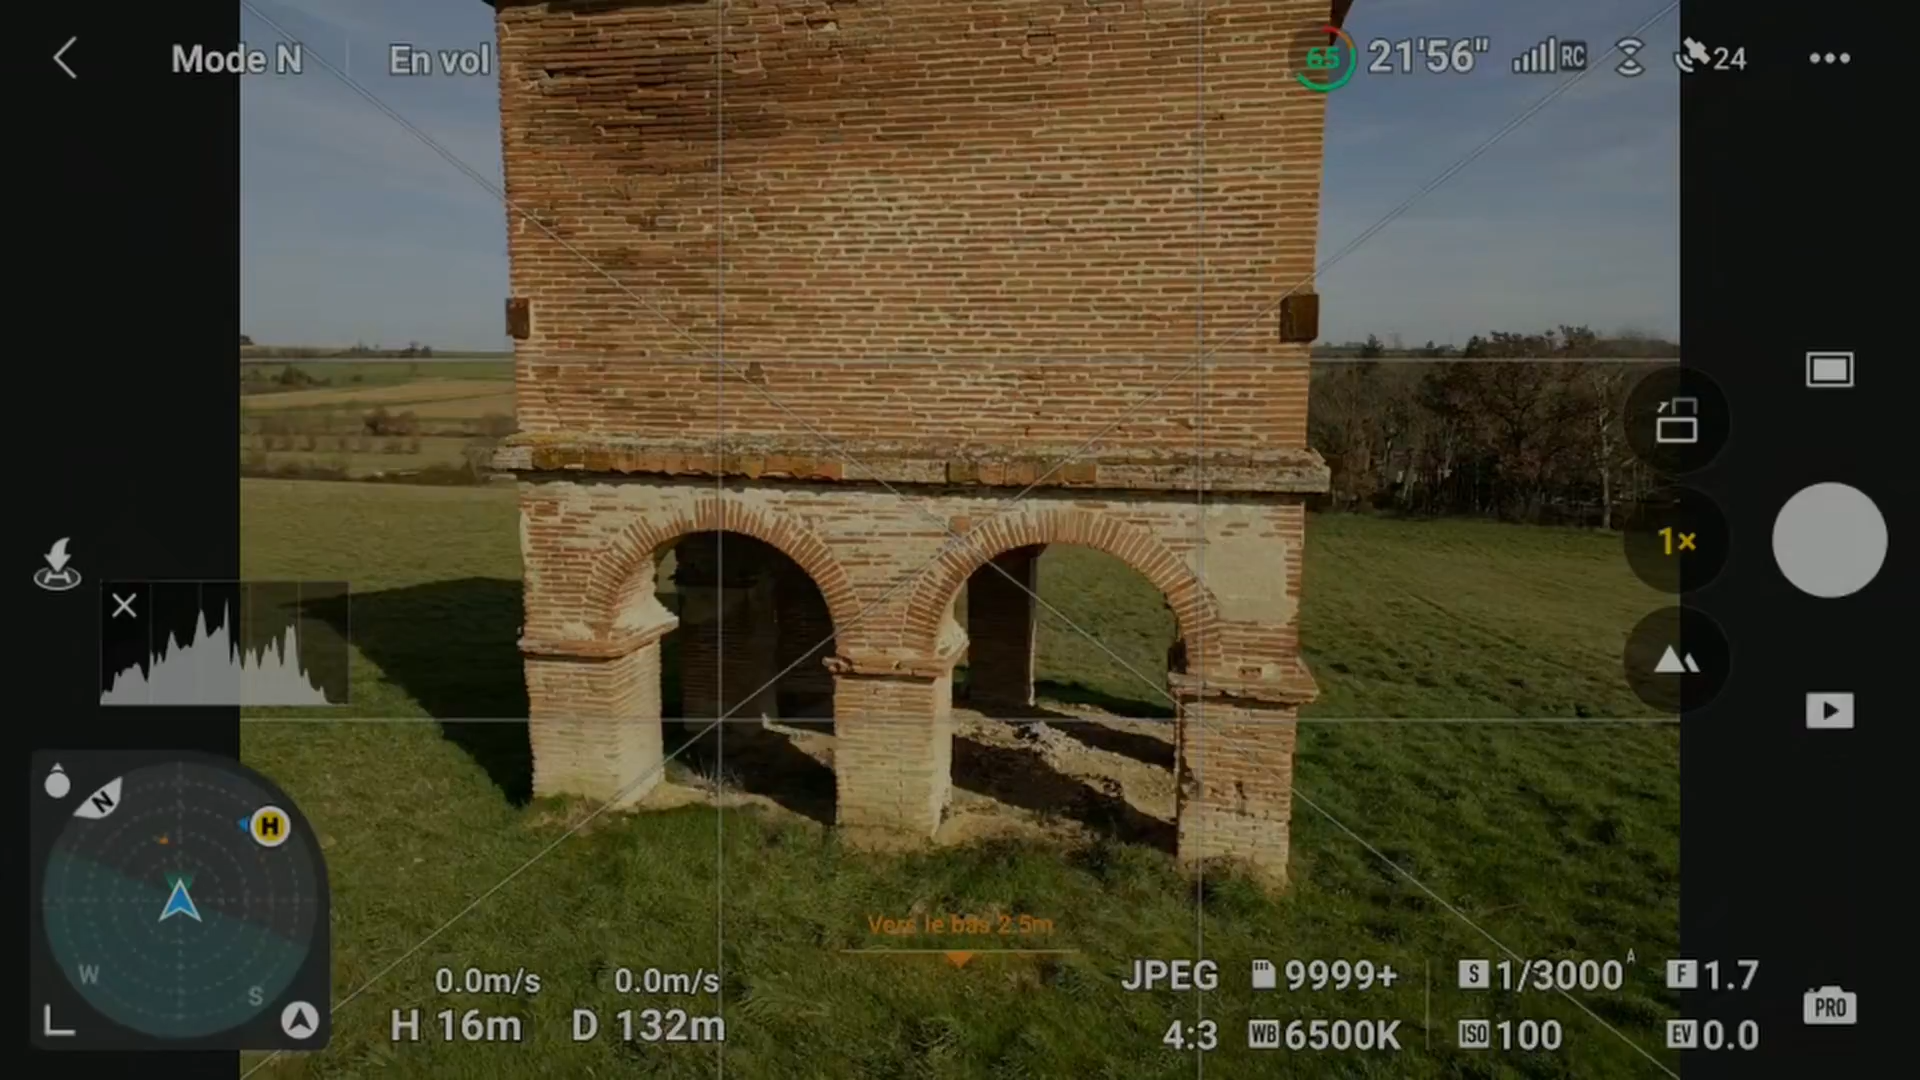 Mode N
En vol
65
21'56"
RC
24
1×
N
H
W
S
Vers le bas 2.5m
0.0m/s 0.0m/s
H 16m D 132m
JPEG 9999+ S 1/3000 A F 1.7
4:3 WB 6500K ISO 100 EV 0.0
PRO